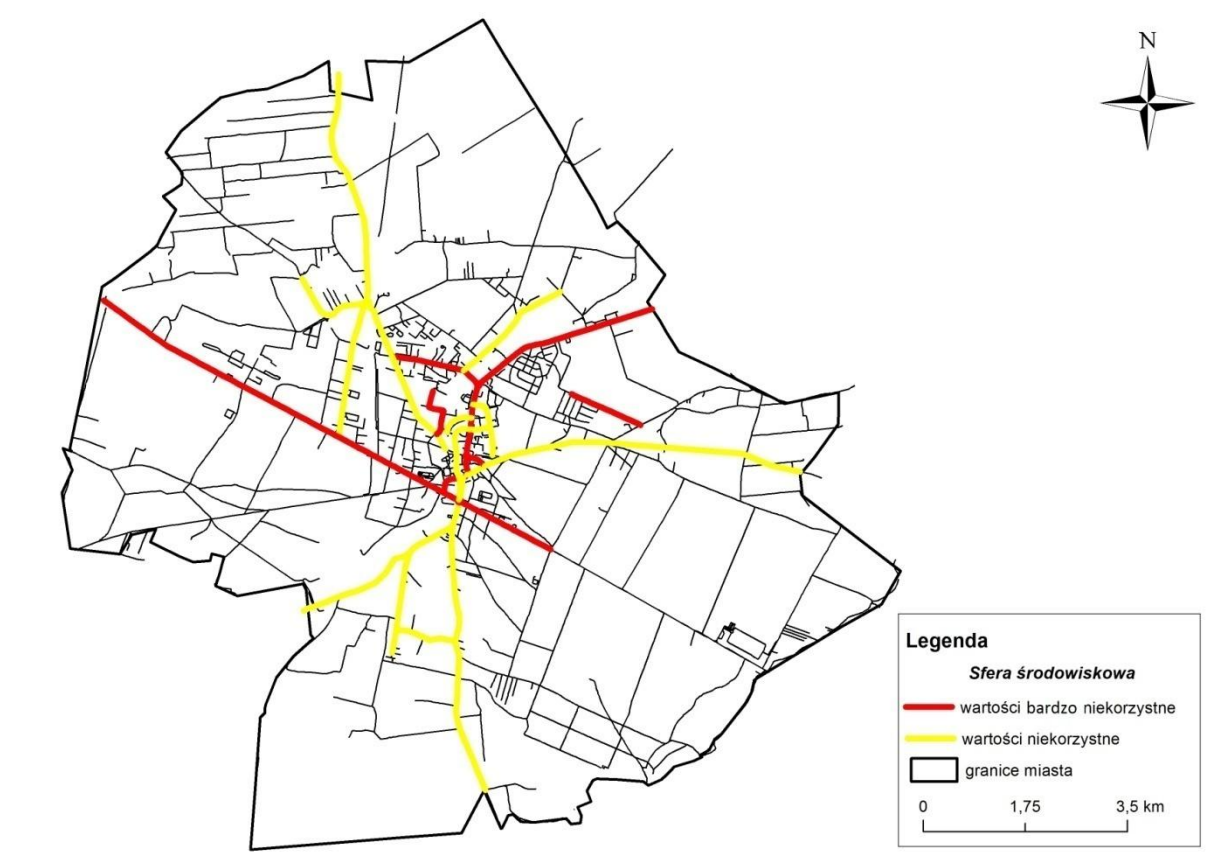 N
Legenda
Sfera środowiskowa
wartości bardzo niekorzystne
wartości niekorzystne
granice miasta
0 1,75 3,5 km